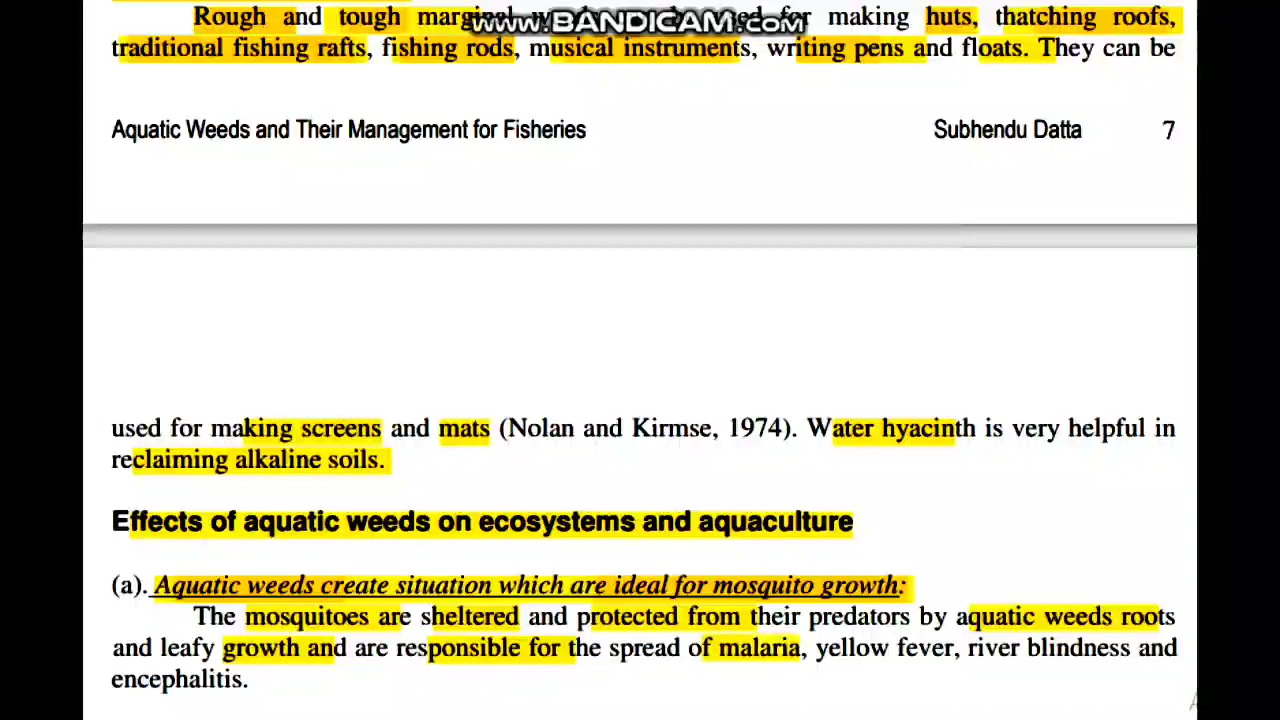 Rough and tough marginal for making huts, thatching roofs,
www.BANDICAM.com
traditional fishing rafts, fishing rods, musical instruments, writing pens and floats. They can be
Aquatic Weeds and Their Management for Fisheries Subhendu Datta 7
used for making screens and mats (Nolan and Kirmse, 1974). Water hyacinth is very helpful in
reclaiming alkaline soils.
Effects of aquatic weeds on ecosystems and aquaculture
(a). Aquatic weeds create situation which are ideal for mosquito growth:
The mosquitoes are sheltered and protected from their predators by aquatic weeds roots
and leafy growth and are responsible for the spread of malaria, yellow fever, river blindness and
encephalitis.